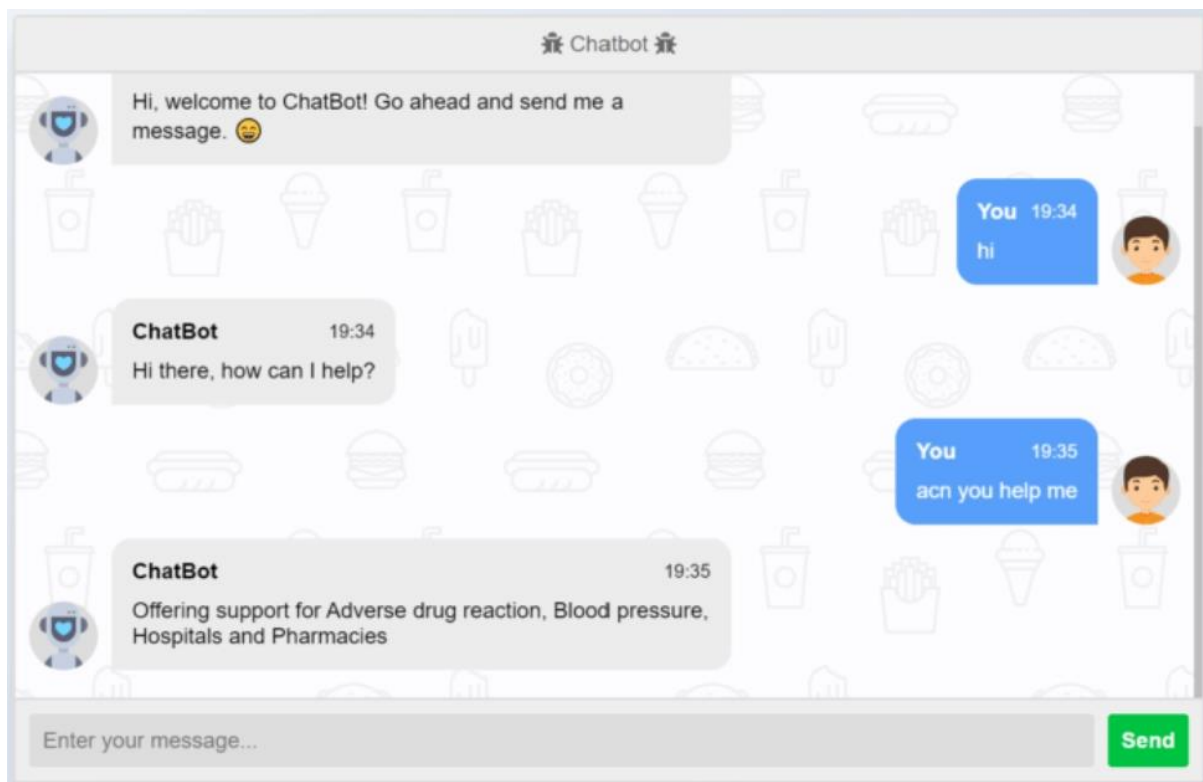 Chatbot
Hi, welcome to ChatBot! Go ahead and send me a
message. 😄
You 19:34
hi
ChatBot 19:34
Hi there, how can I help?
You 19:35
acn you help me
ChatBot 19:35
Offering support for Adverse drug reaction, Blood pressure,
Hospitals and Pharmacies
Enter your message... Send